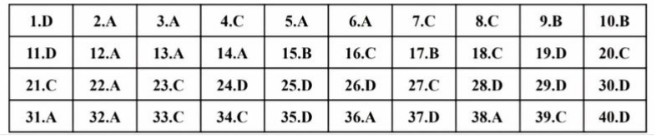 1.D 2.A 3.A 4.C 5.A 6.A 7.C 8.C 9.B 10.B
11.D 12.A 13.A 14.A 15.B 16.C 17.B 18.C 19.D 20.C
21.C 22.A 23.C 24.D 25.D 26.D 27.C 28.D 29.D 30.D
31.A 32.A 33.C 34.C 35.D 36.A 37.D 38.A 39.C 40.D